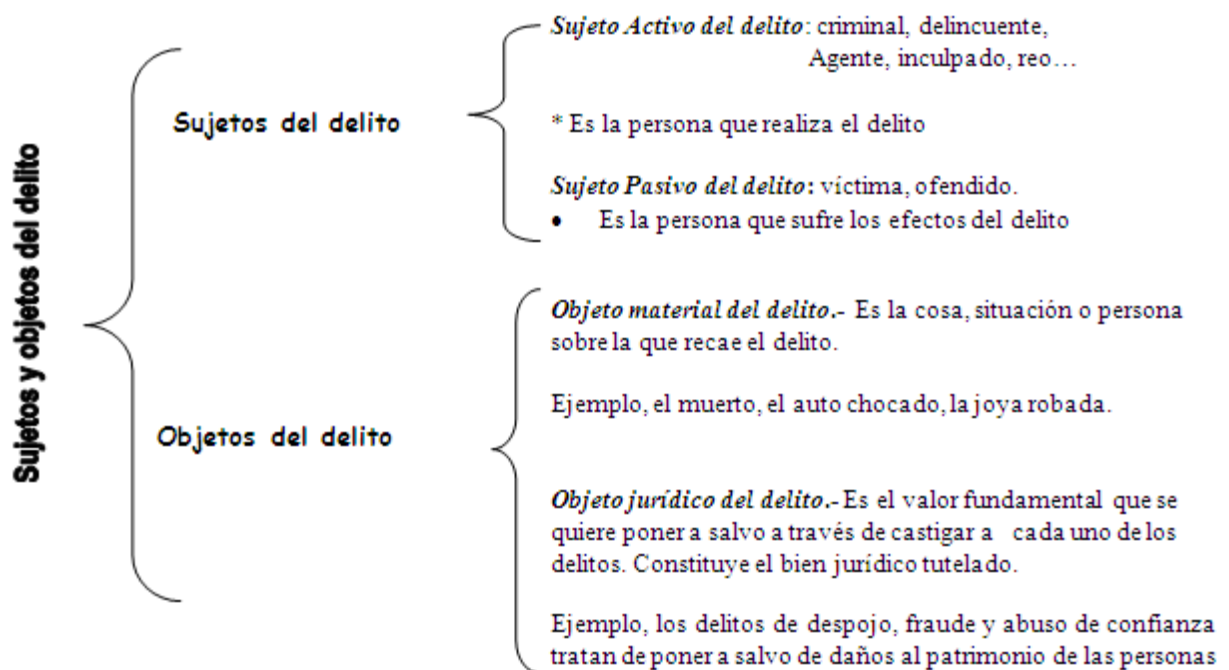 Sujetos y objetos del delito
Sujetos del delito
Sujeto Activo del delito: criminal, delincuente,
Agente, inculpado, reo…
* Es la persona que realiza el delito
Sujeto Pasivo del delito: víctima, ofendido.
• Es la persona que sufre los efectos del delito
Objetos del delito
Objeto material del delito.- Es la cosa, situación o persona
sobre la que recae el delito.
Ejemplo, el muerto, el auto chocado, la joya robada.
Objeto jurídico del delito.- Es el valor fundamental que se
quiere poner a salvo a través de castigar a cada uno de los
delitos. Constituye el bien jurídico tutelado.
Ejemplo, los delitos de despojo, fraude y abuso de confianza
tratan de poner a salvo de daños al patrimonio de las personas